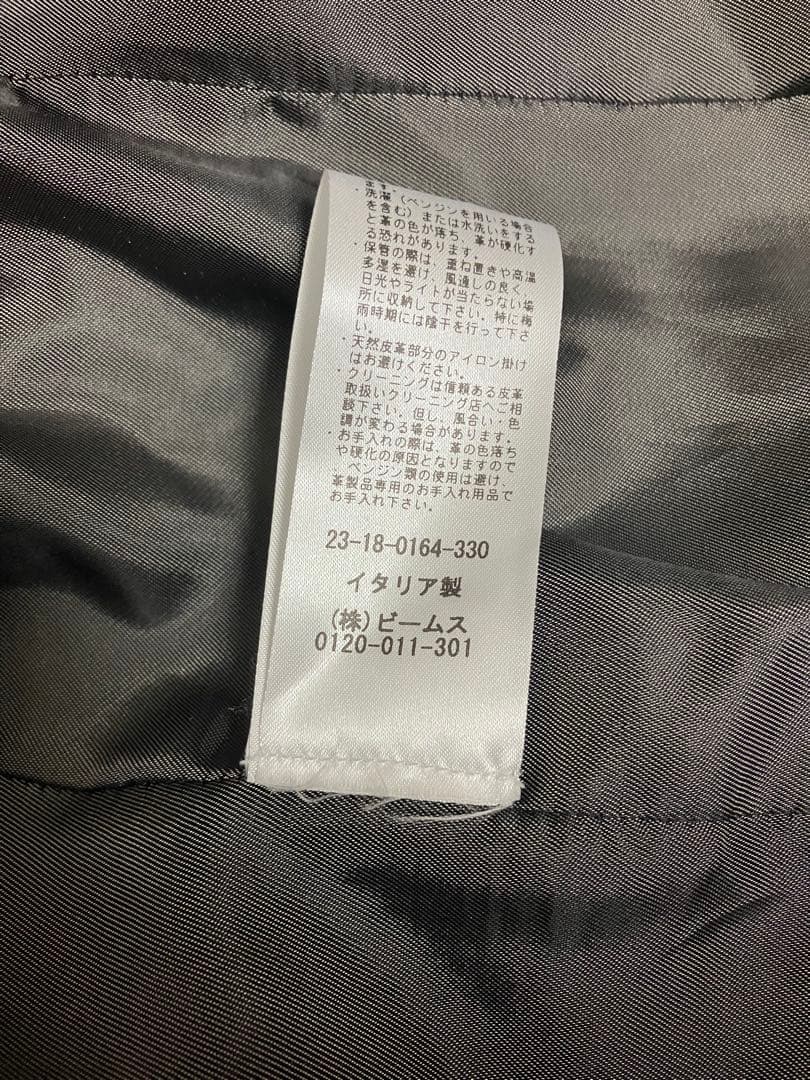 ます。
・洗濯(ベンジンを用いる場合
を含む)または水洗いをする
と革の色が落ち、革が硬化す
る恐れがあります。
・保管の際は、重ね置きや高温
多湿を避け、風通しの良く、
日光やライトが当たらない場
所に収納して下さい。特に梅
雨時期には陰干を行って下さ
い。
・天然皮革部分のアイロン掛け
はお避けください。
・クリーニングは信頼ある皮革
取扱いクリーニング店へご相
談下さい。但し、風合い・色
調が変わる場合があります。
・お手入れの際は、革の色落ち
や硬化の原因となりますので
、ベンジン類の使用は避け、
革製品専用のお手入れ用品で
お手入れ下さい。
23-18-0164-330
イタリア製
(株)ビームス
0120-011-301